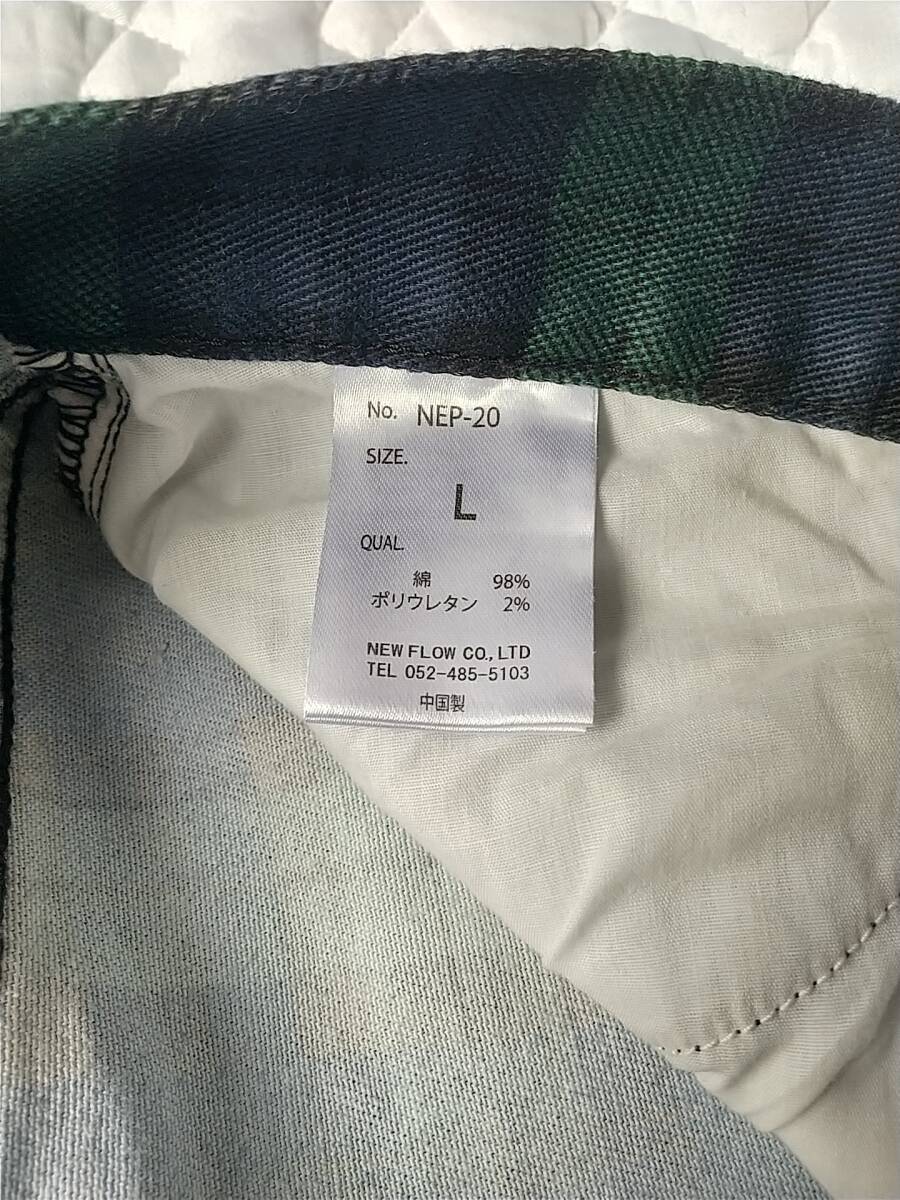 No. NEP-20
SIZE.
L
QUAL.
綿 98%
ポリウレタン 2%
NEW FLOW CO., LTD
TEL 052-485-5103
中国製